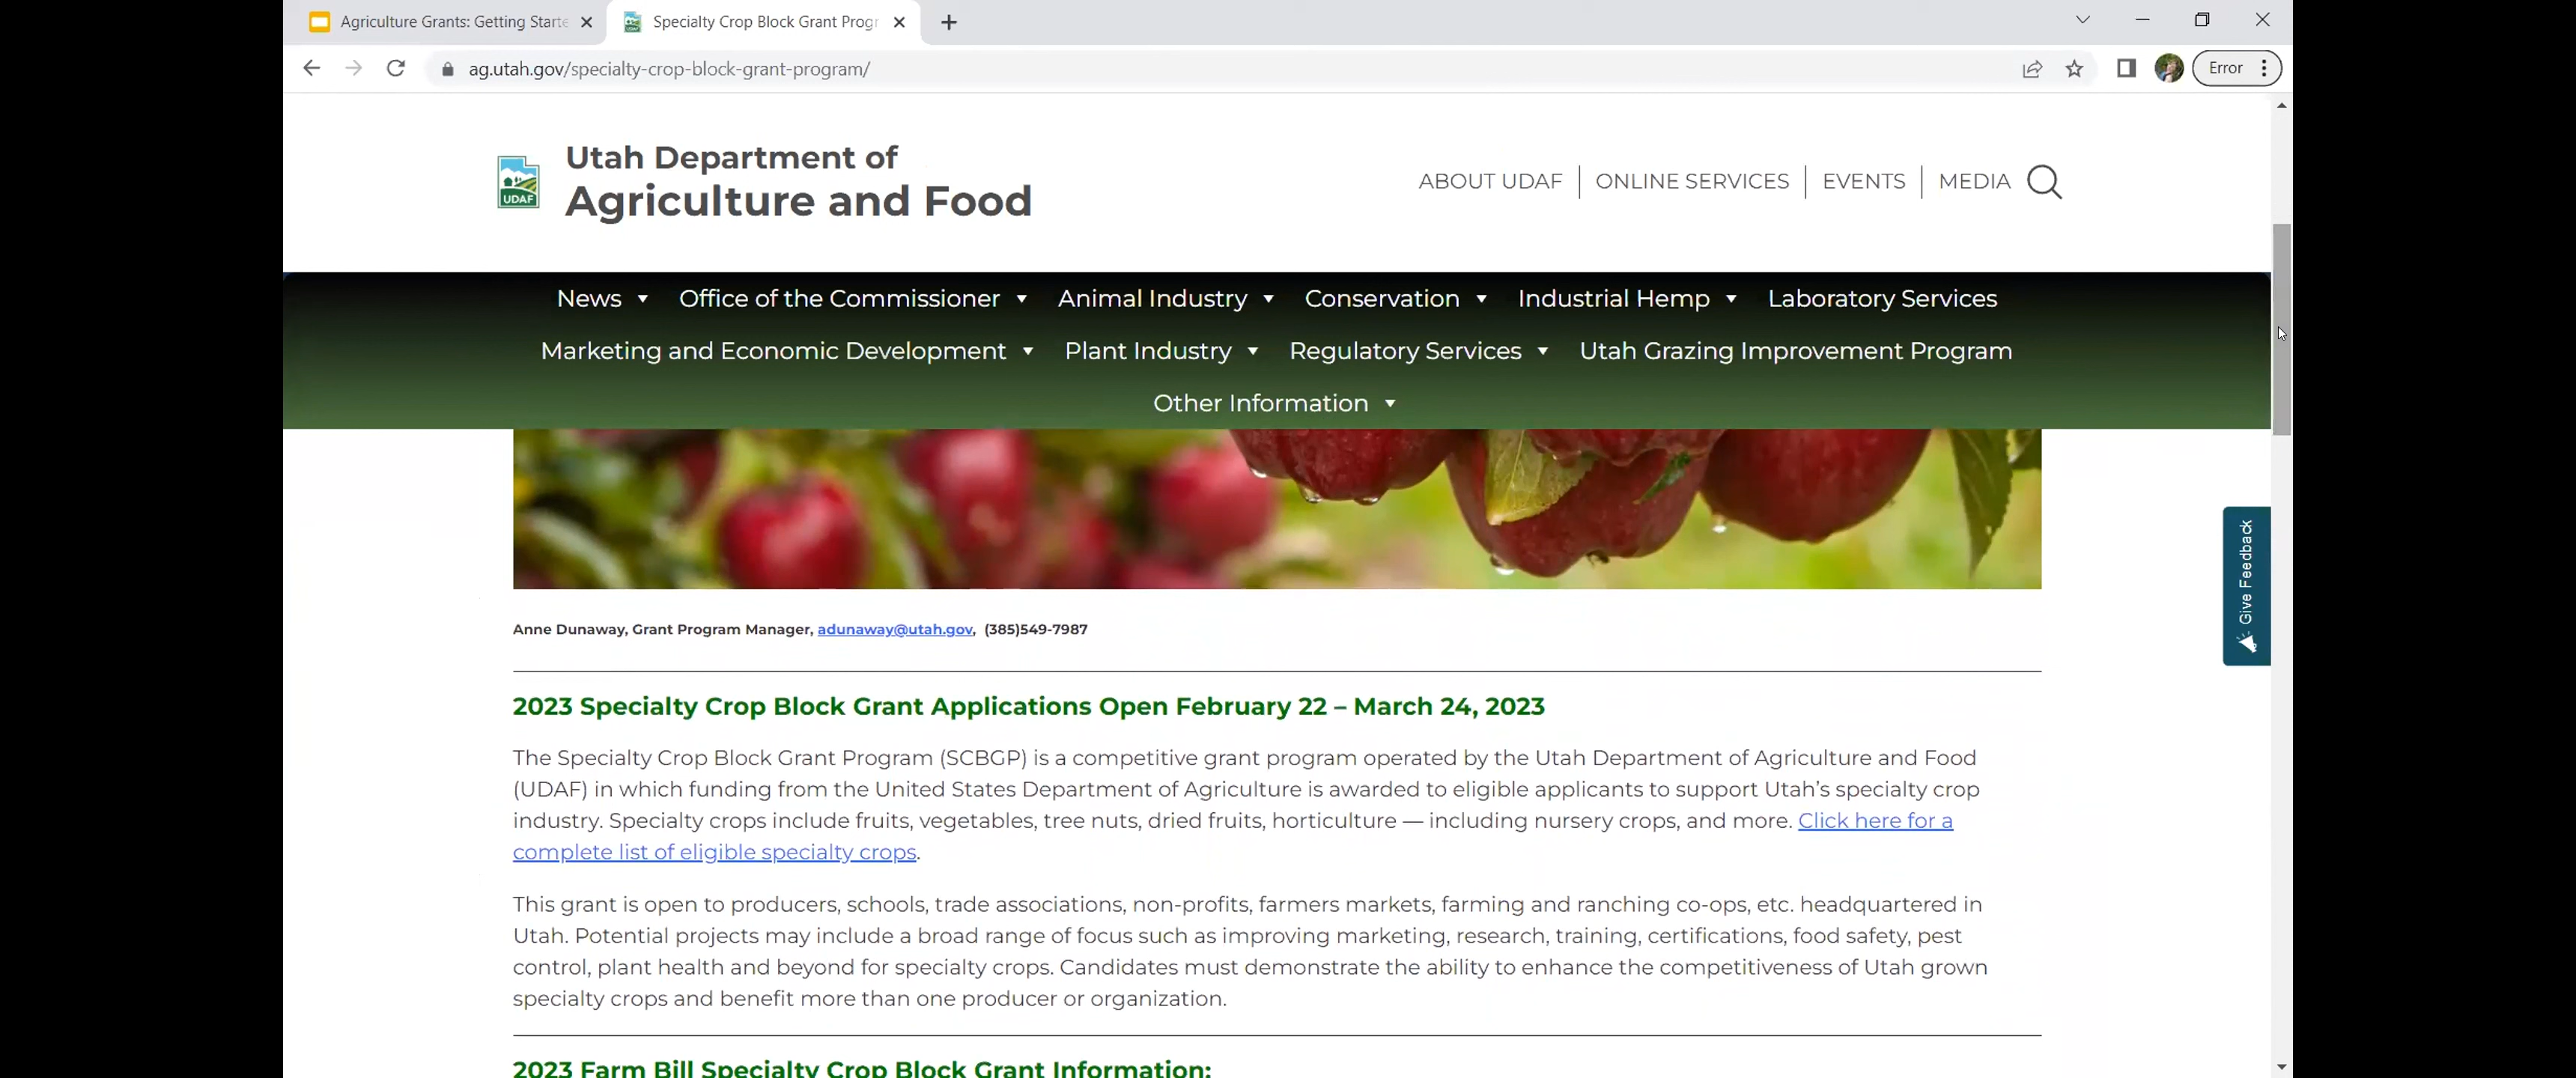 Agriculture Grants: Getting Starte
Specialty Crop Block Grant Progr
ag.utah.gov/specialty-crop-block-grant-program/
Error
UDAF
Utah Department of
Agriculture and Food
ABOUT UDAF
ONLINE SERVICES
EVENTS
MEDIA
News
Office of the Commissioner
Animal Industry
Conservation
Industrial Hemp
Laboratory Services
Marketing and Economic Development
Plant Industry
Regulatory Services
Utah Grazing Improvement Program
Other Information
Give Feedback
Anne Dunaway, Grant Program Manager, adunaway@utah.gov, (385)549-7987
2023 Specialty Crop Block Grant Applications Open February 22 – March 24, 2023
The Specialty Crop Block Grant Program (SCBGP) is a competitive grant program operated by the Utah Department of Agriculture and Food
(UDAF) in which funding from the United States Department of Agriculture is awarded to eligible applicants to support Utah’s specialty crop
industry. Specialty crops include fruits, vegetables, tree nuts, dried fruits, horticulture — including nursery crops, and more. Click here for a
complete list of eligible specialty crops.
This grant is open to producers, schools, trade associations, non-profits, farmers markets, farming and ranching co-ops, etc. headquartered in
Utah. Potential projects may include a broad range of focus such as improving marketing, research, training, certifications, food safety, pest
control, plant health and beyond for specialty crops. Candidates must demonstrate the ability to enhance the competitiveness of Utah grown
specialty crops and benefit more than one producer or organization.
2023 Farm Bill Specialty Crop Block Grant Information: